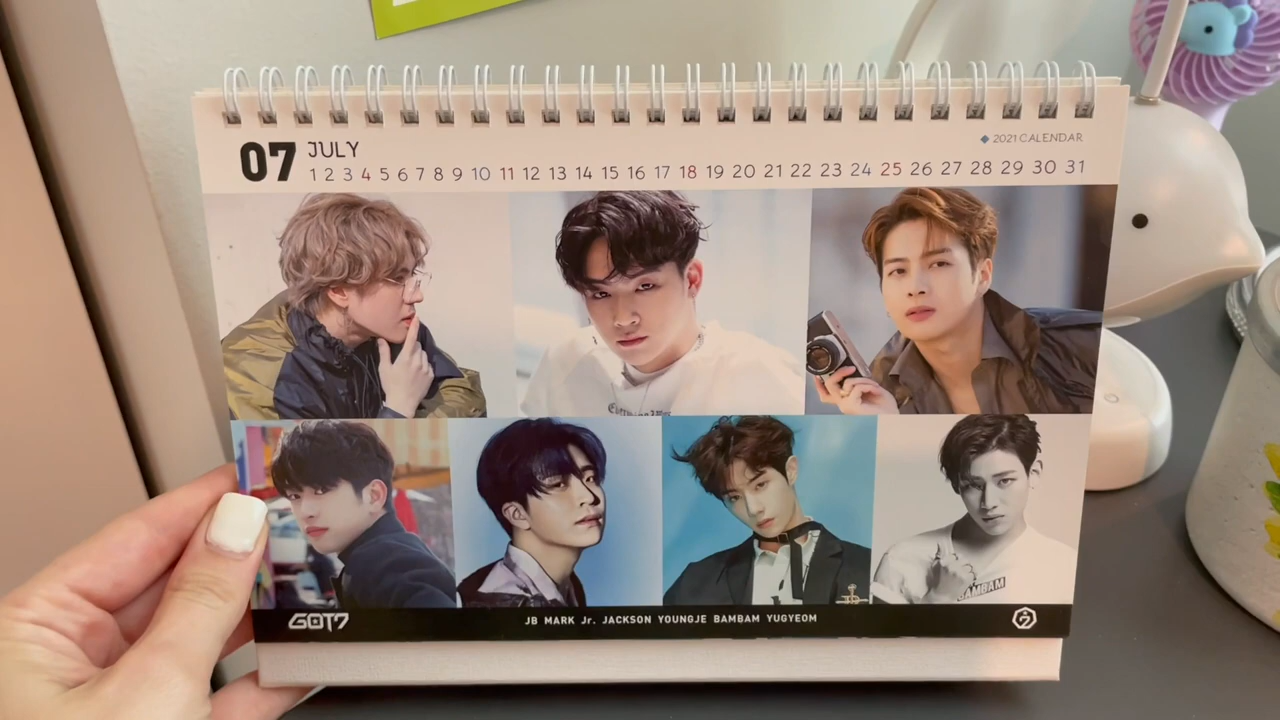 07 JULY
◆ 2021 CALENDAR
1 2 3 4 5 6 7 8 9 10 11 12 13 14 15 16 17 18 19 20 21 22 23 24 25 26 27 28 29 30 31
BAMBAM
GOT7
JB MARK Jr. JACKSON YOUNGJE BAMBAM YUGYEOM
7